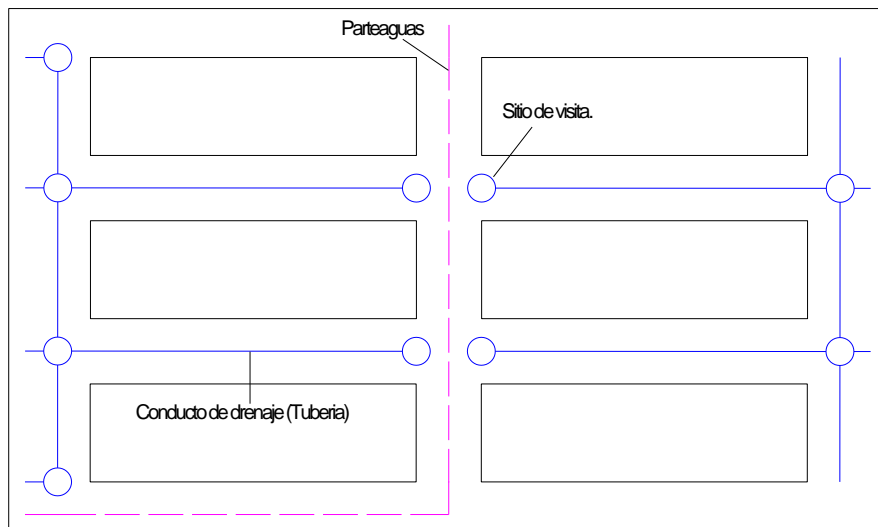 Parteaguas
Sitio de visita.
Conducto de drenaje (Tuberia)